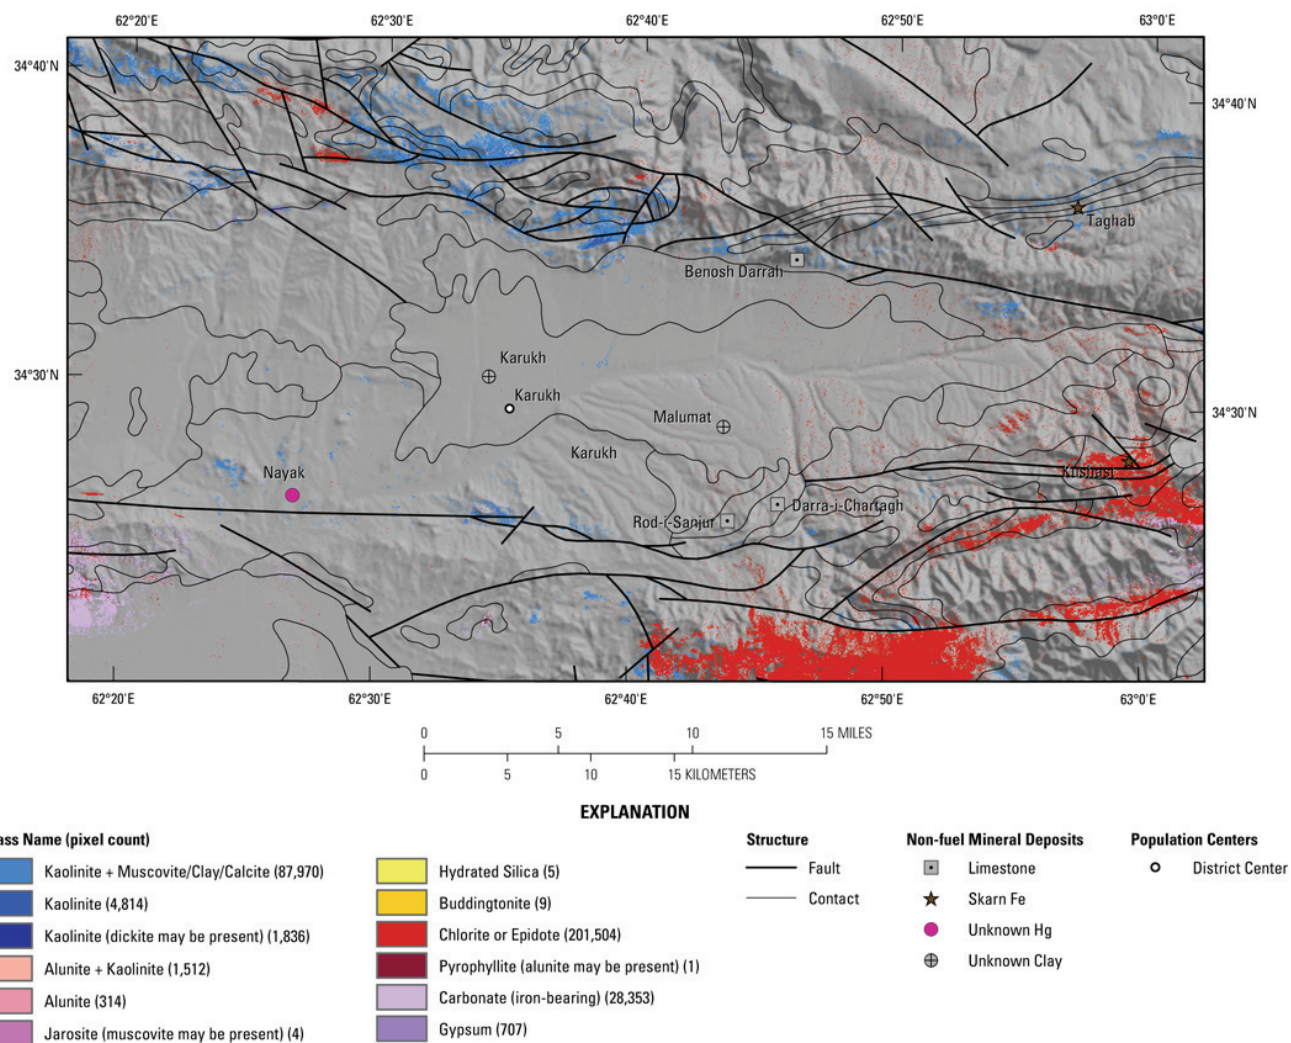 62°20'E
62°30'E
62°40'E
62°50'E
63°0'E
34°40'N
34°40'N
Taghab
Benosh Darrah
Karukh
34°30'N
Karukh
34°30'N
Malumat
Karukh
Nayak
Kushast
Darra-i-Chartagh
Rod-i-Sanjur
62°20'E
62°30'E
62°40'E
62°50'E
63°0'E
0 5 10 15 MILES
0 5 10 15 KILOMETERS
EXPLANATION
ass Name (pixel count)
Kaolinite + Muscovite/Clay/Calcite (87,970)
Kaolinite (4,814)
Kaolinite (dickite may be present) (1,836)
Alunite + Kaolinite (1,512)
Alunite (314)
Jarosite (muscovite may be present) (4)
Hydrated Silica (5)
Buddingtonite (9)
Chlorite or Epidote (201,504)
Pyrophyllite (alunite may be present) (1)
Carbonate (iron-bearing) (28,353)
Gypsum (707)
Structure
Fault
Contact
Non-fuel Mineral Deposits
Limestone
Skarn Fe
Unknown Hg
Unknown Clay
Population Centers
District Center